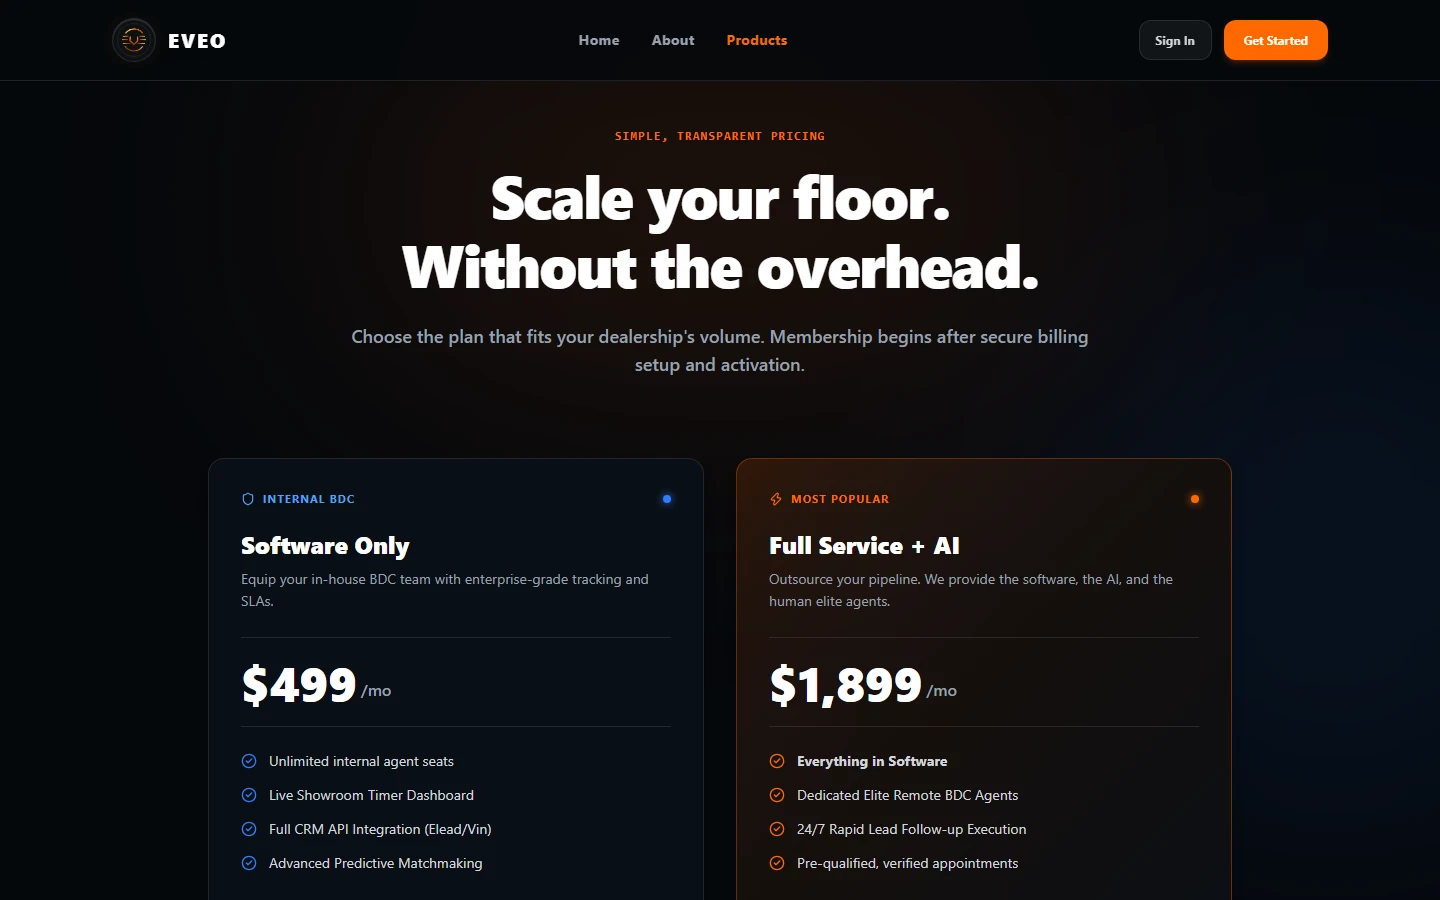 EVEO
Home About Products
Sign In Get Started
SIMPLE, TRANSPARENT PRICING
Scale your floor.
Without the overhead.
Choose the plan that fits your dealership's volume. Membership begins after secure billing
setup and activation.
INTERNAL BDC
Software Only
Equip your in-house BDC team with enterprise-grade tracking and
SLAs.
$499 /mo
Unlimited internal agent seats
Live Showroom Timer Dashboard
Full CRM API Integration (Elead/Vin)
Advanced Predictive Matchmaking
MOST POPULAR
Full Service + AI
Outsource your pipeline. We provide the software, the AI, and the
human elite agents.
$1,899 /mo
Everything in Software
Dedicated Elite Remote BDC Agents
24/7 Rapid Lead Follow-up Execution
Pre-qualified, verified appointments